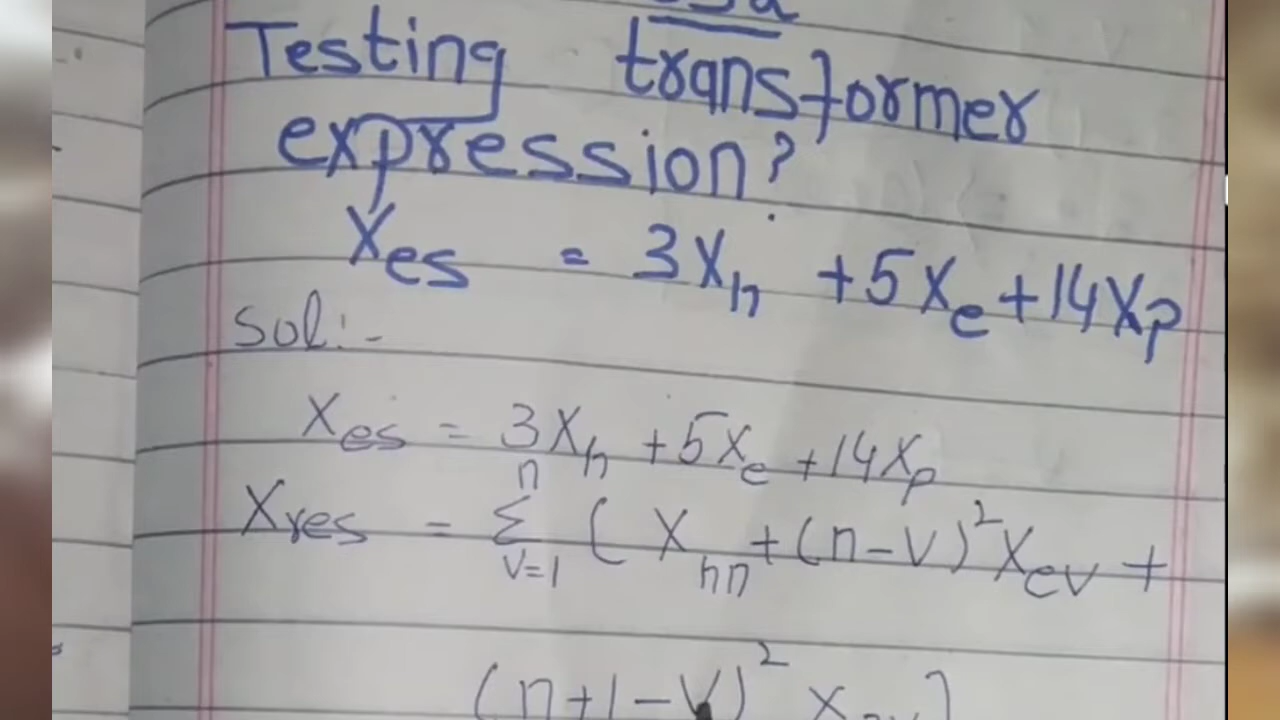 Testing transformer
expression?
Xes = 3Xh + 5Xe + 14Xp
Sol:-
Xes = 3Xh + 5Xe + 14Xp
Xres = n Σ v=1 ( Xhn + (n-v)² Xev +
(n+1-v)²